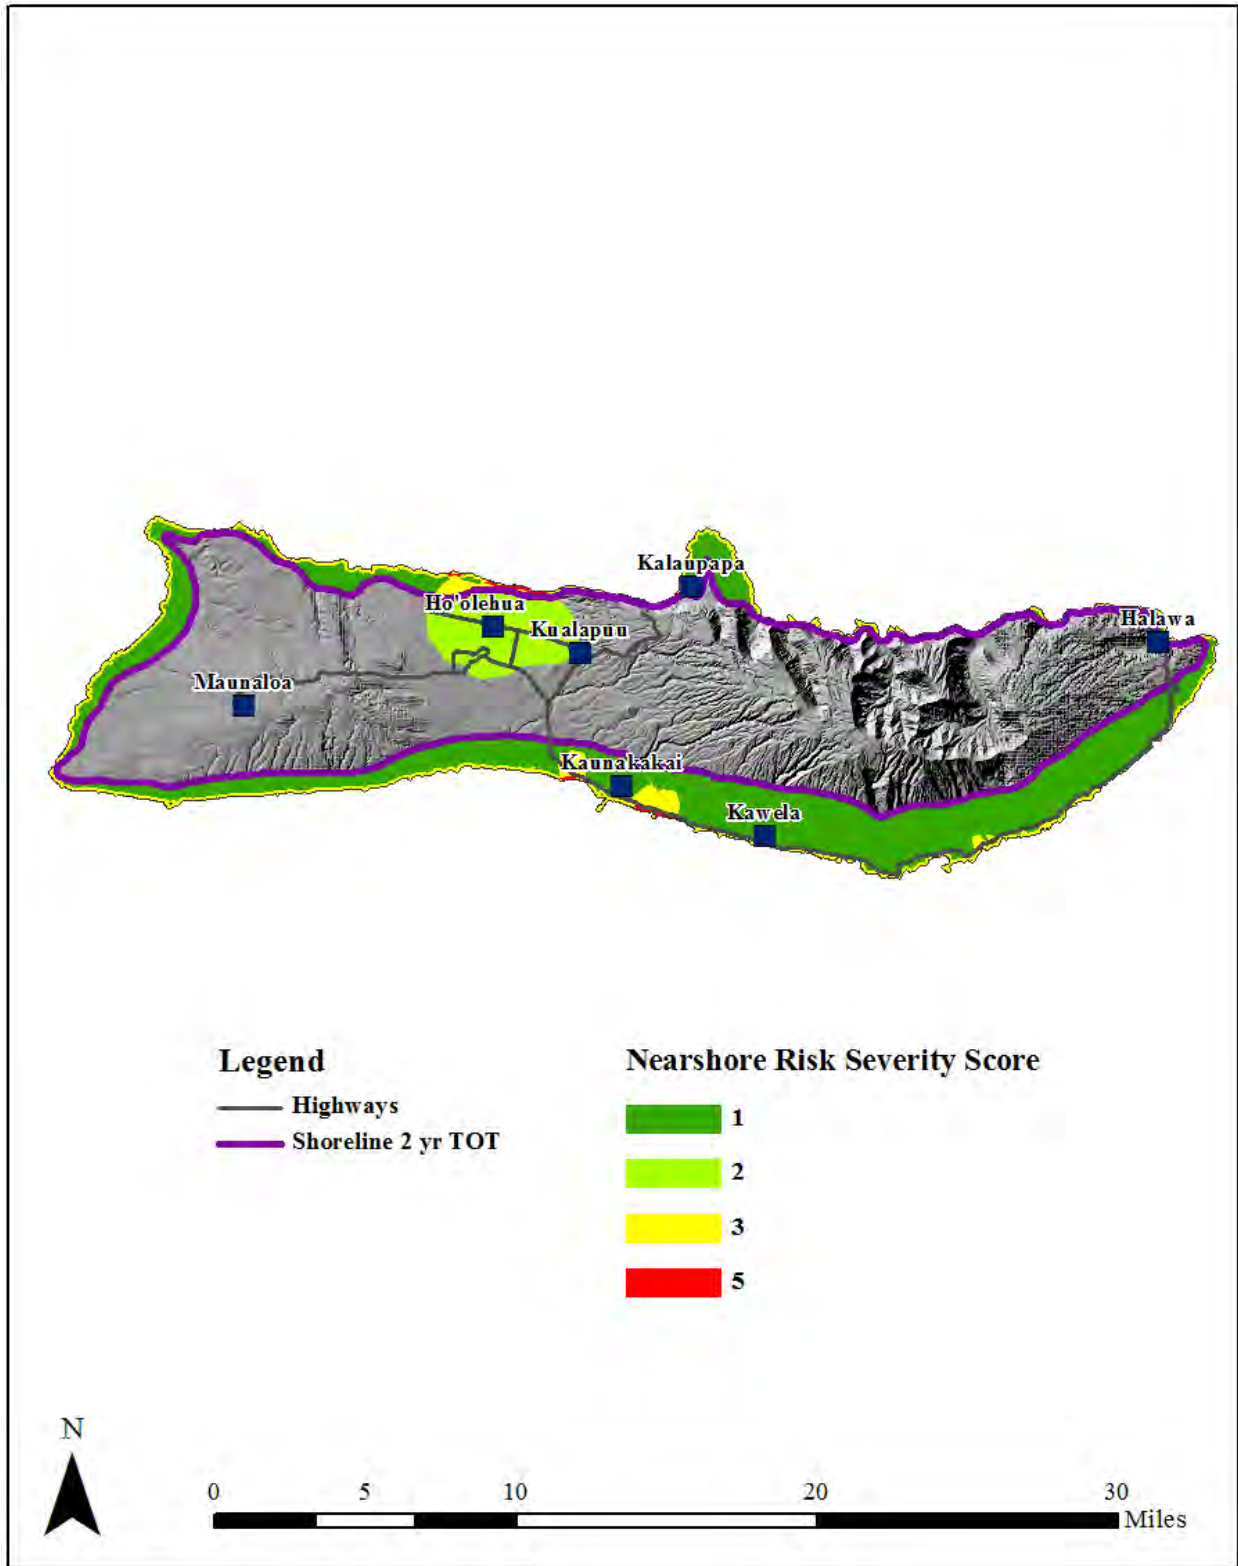 Kalaupapa
Ho'olehua
Halawa
Kualapuu
Maunaloa
Kaunakakai
Kawela
Legend
Highways
Shoreline 2 yr TOT
Nearshore Risk Severity Score
1
2
3
5
N
0 5 10 20 30
Miles